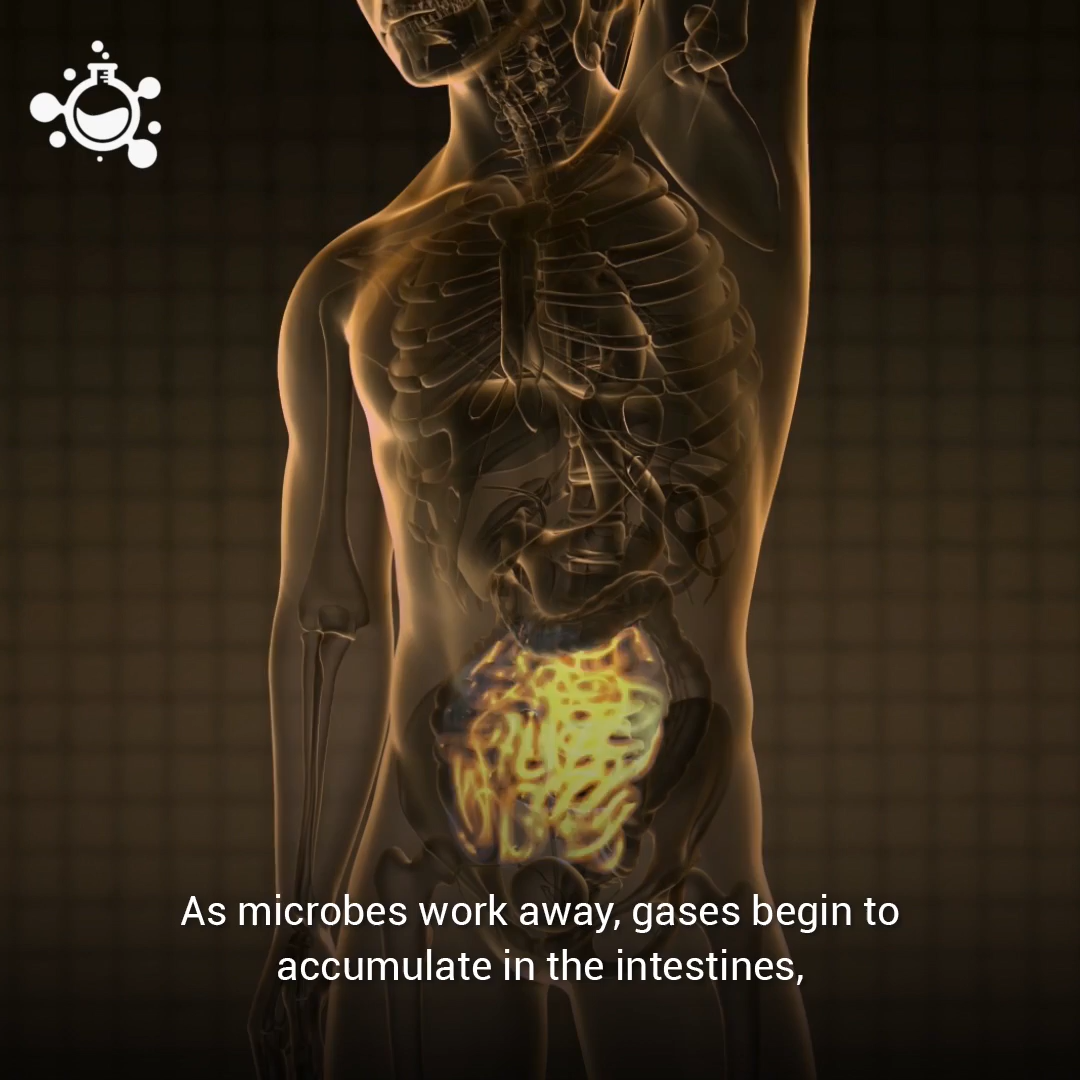 As microbes work away, gases begin to
accumulate in the intestines,